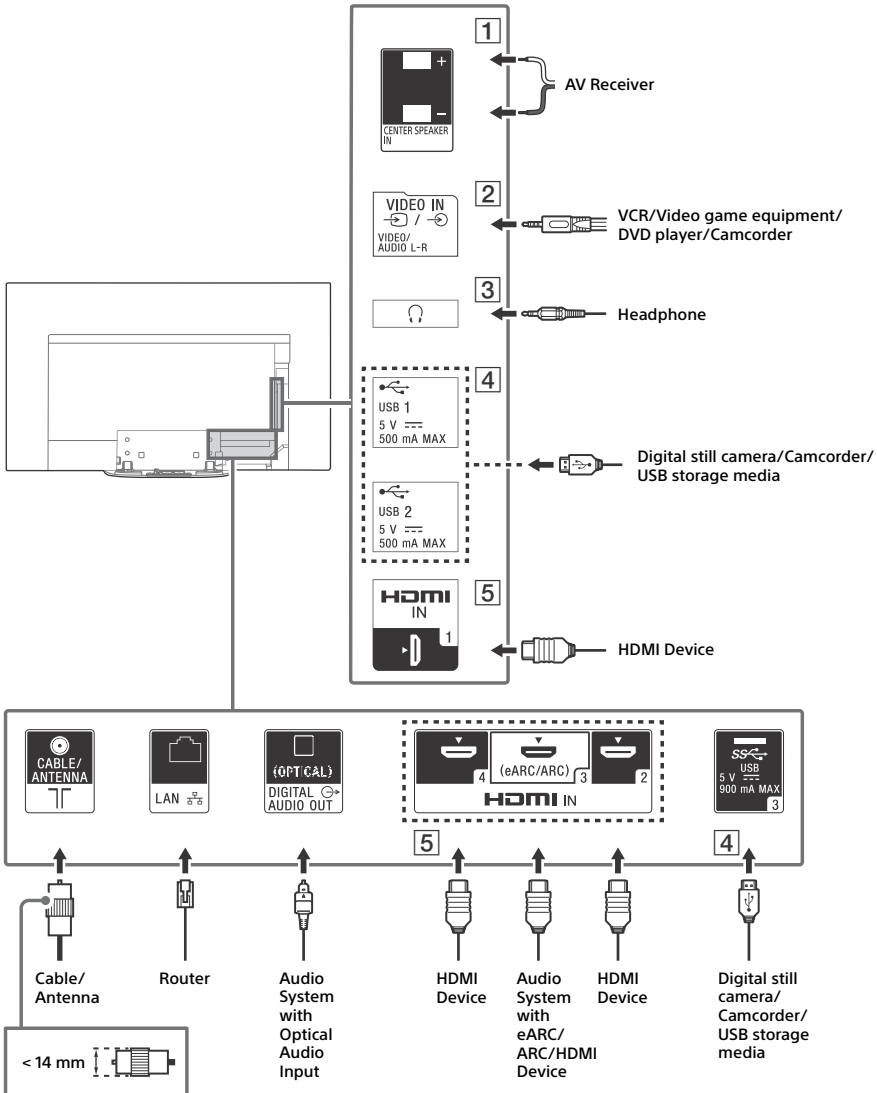 1
+
−
CENTER SPEAKER
IN
AV Receiver
2
VIDEO IN
/
VIDEO/
AUDIO L-R
VCR/Video game equipment/
DVD player/Camcorder
3
Headphone
4
USB 1
5 V
500 mA MAX
USB 2
5 V
500 mA MAX
Digital still camera/Camcorder/
USB storage media
5
HDMI
IN
1
HDMI Device
CABLE/
ANTENNA
LAN
(OPTICAL)
DIGITAL
AUDIO OUT
4
(eARC/ARC)
3
2
HDMI IN
SS
USB
5 V
900 mA MAX
3
5
4
Cable/
Antenna
Router
Audio
System
with
Optical
Audio
Input
HDMI
Device
Audio
System
with
eARC/
ARC/HDMI
Device
HDMI
Device
Digital still
camera/
Camcorder/
USB storage
media
< 14 mm